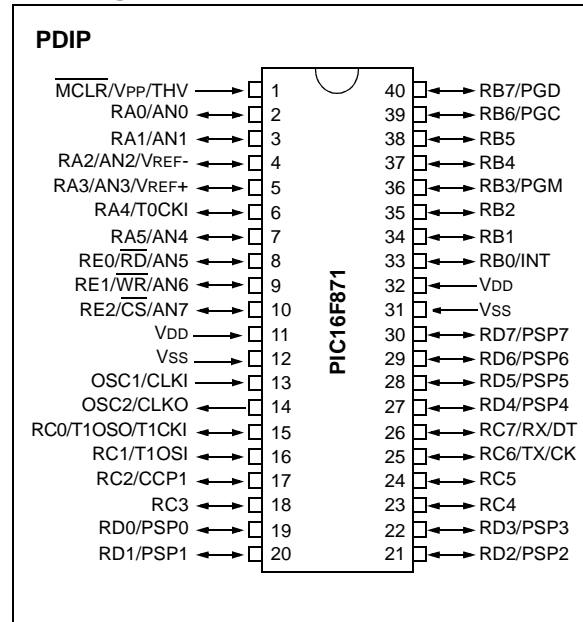 PDIP
MCLR/VPP/THV 1 40 RB7/PGD
RA0/AN0 2 39 RB6/PGC
RA1/AN1 3 38 RB5
RA2/AN2/VREF- 4 37 RB4
RA3/AN3/VREF+ 5 36 RB3/PGM
RA4/T0CKI 6 35 RB2
RA5/AN4 7 34 RB1
RE0/RD/AN5 8 33 RB0/INT
RE1/WR/AN6 9 32 VDD
RE2/CS/AN7 10 31 VSS
VDD 11 30 RD7/PSP7
VSS 12 29 RD6/PSP6
OSC1/CLKI 13 28 RD5/PSP5
OSC2/CLKO 14 27 RD4/PSP4
RC0/T1OSO/T1CKI 15 26 RC7/RX/DT
RC1/T1OSI 16 25 RC6/TX/CK
RC2/CCP1 17 24 RC5
RC3 18 23 RC4
RD0/PSP0 19 22 RD3/PSP3
RD1/PSP1 20 21 RD2/PSP2
PIC16F871